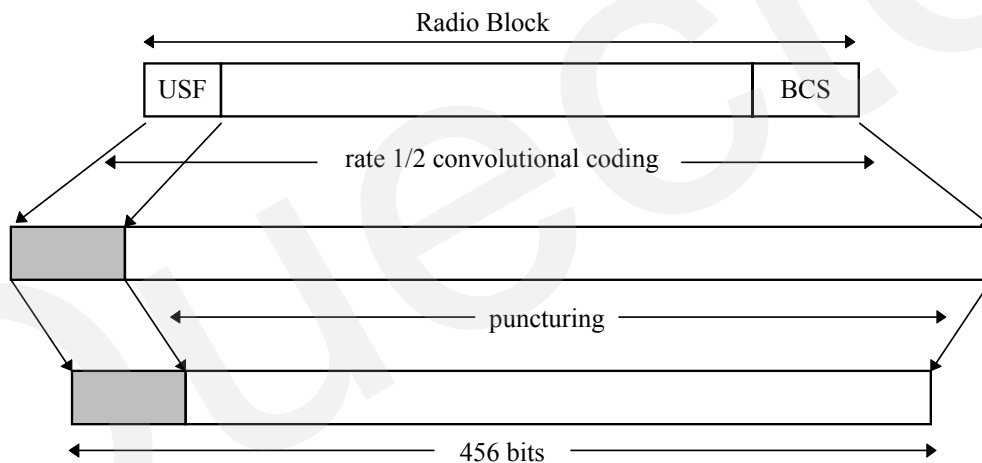 Radio Block
USF
BCS
rate 1/2 convolutional coding
puncturing
456 bits